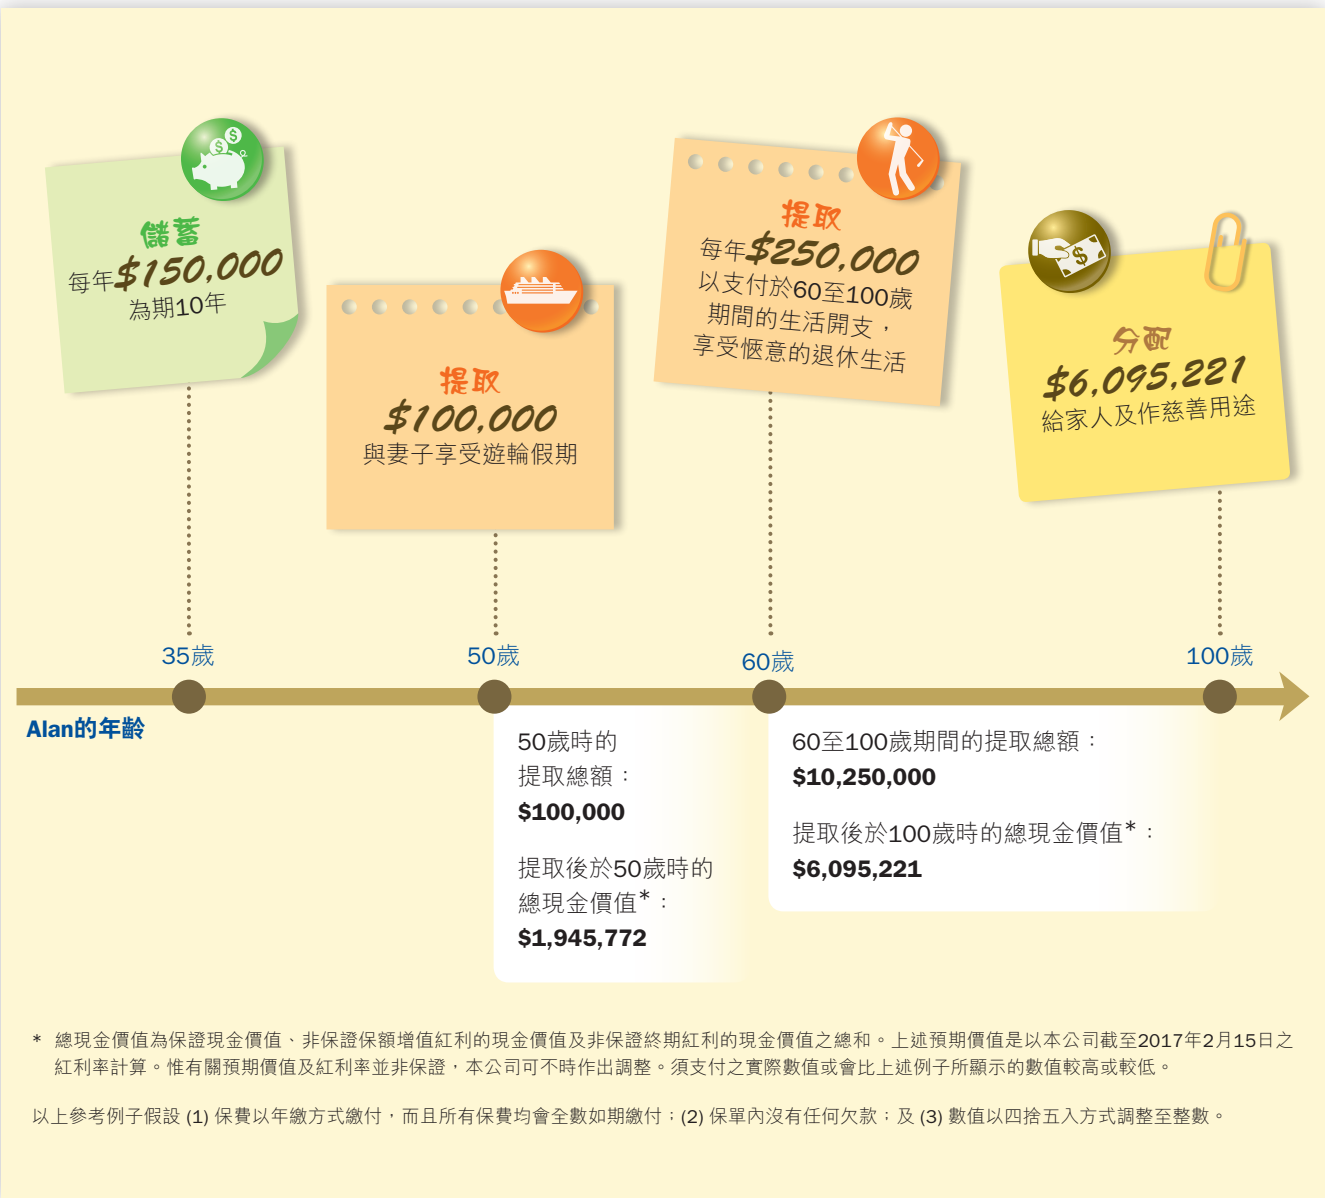 儲蓄
每年$150,000
為期10年
提取
$100,000
與妻子享受遊輪假期
提取
每年$250,000
以支付於60至100歲
期間的生活開支，
享受愜意的退休生活
分配
$6,095,221
給家人及作慈善用途
35歲
50歲
60歲
100歲
Alan的年齡
50歲時的
提取總額：
$100,000
提取後於50歲時的
總現金價值*：
$1,945,772
60至100歲期間的提取總額：
$10,250,000
提取後於100歲時的總現金價值*：
$6,095,221
* 總現金價值為保證現金價值、非保證保額增值紅利的現金價值及非保證終期紅利的現金價值之總和。上述預期價值是以本公司截至2017年2月15日之
紅利率計算。惟有關預期價值及紅利率並非保證，本公司可不時作出調整。須支付之實際數值或會比上述例子所顯示的數值較高或較低。
以上參考例子假設 (1) 保費以年繳方式繳付，而且所有保費均會全數如期繳付；(2) 保單內沒有任何欠款；及 (3) 數值以四捨五入方式調整至整數。